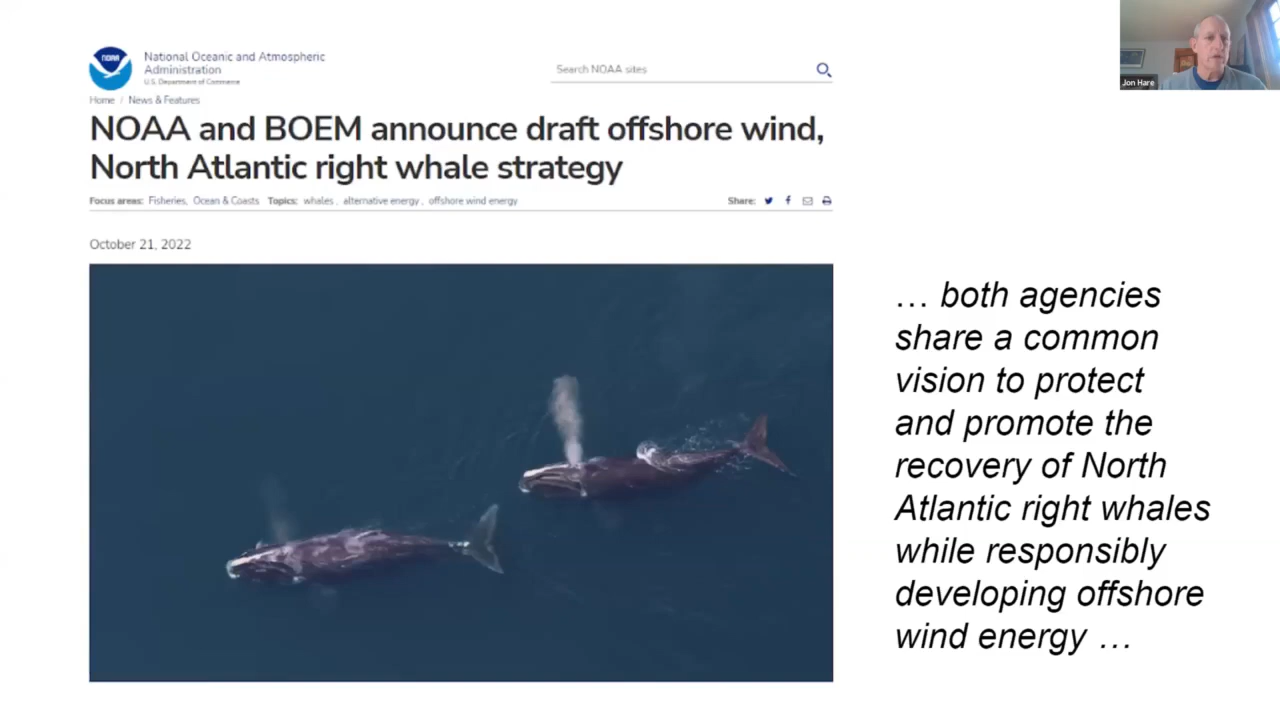 NOAA
National Oceanic and Atmospheric
Administration
U.S. Department of Commerce
Search NOAA sites
Home / News & Features
NOAA and BOEM announce draft offshore wind,
North Atlantic right whale strategy
Focus areas: Fisheries, Ocean & Coasts Topics: whales, alternative energy, offshore wind energy
Share:
October 21, 2022
… both agencies
share a common
vision to protect
and promote the
recovery of North
Atlantic right whales
while responsibly
developing offshore
wind energy …
Jon Hare